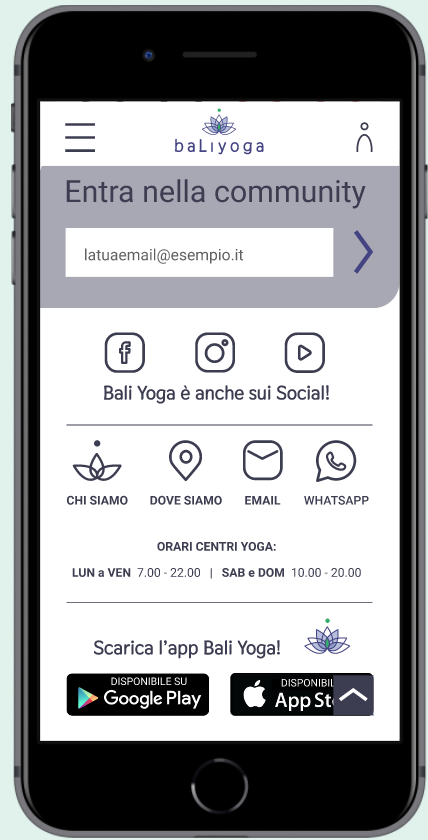 baLiyoga
Entra nella community
latuaemail@esempio.it
Bali Yoga è anche sui Social!
CHI SIAMO DOVE SIAMO EMAIL WHATSAPP
ORARI CENTRI YOGA:
LUN a VEN 7.00 - 22.00 | SAB e DOM 10.00 - 20.00
Scarica l’app Bali Yoga!
DISPONIBILE SU
Google Play
DISPONIBIL
App St